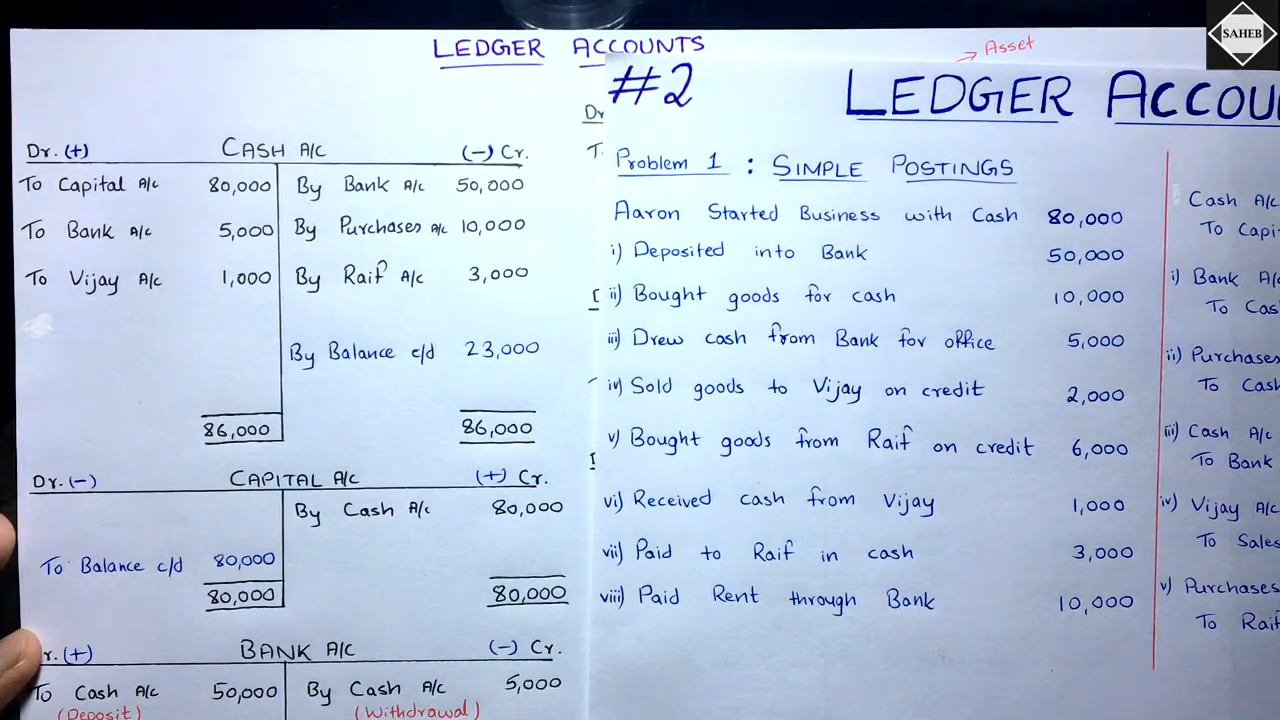 SAHEB
LEDGER ACCOUNTS
Dr. (+) CASH A/c (-) Cr.
To Capital A/c 80,000 By Bank A/c 50,000
To Bank A/c 5,000 By Purchases A/c 10,000
To Vijay A/c 1,000 By Raif A/c 3,000
By Balance c/d 23,000
86,000 86,000
Dr. (-) CAPITAL A/c (+) Cr.
By Cash A/c 80,000
To Balance c/d 80,000
80,000 80,000
r. (+) BANK A/c (-) Cr.
To Cash A/c 50,000 By Cash A/c 5,000
(Deposit) (Withdrawal)
Dr
T
→ Asset
#2 LEDGER ACCOU
Problem 1 : SIMPLE POSTINGS
Aaron Started Business with Cash 80,000
i) Deposited into Bank 50,000
ii) Bought goods for cash 10,000
iii) Drew cash from Bank for office 5,000
iv) Sold goods to Vijay on credit 2,000
v) Bought goods from Raif on credit 6,000
vi) Received cash from Vijay 1,000
vii) Paid to Raif in cash 3,000
viii) Paid Rent through Bank 10,000
Cash A/c
To Capi
i) Bank A/c
To Cas
ii) Purchases
To Cash
iii) Cash A/c
To Bank
iv) Vijay A/c
To Sales
v) Purchases
To Raif